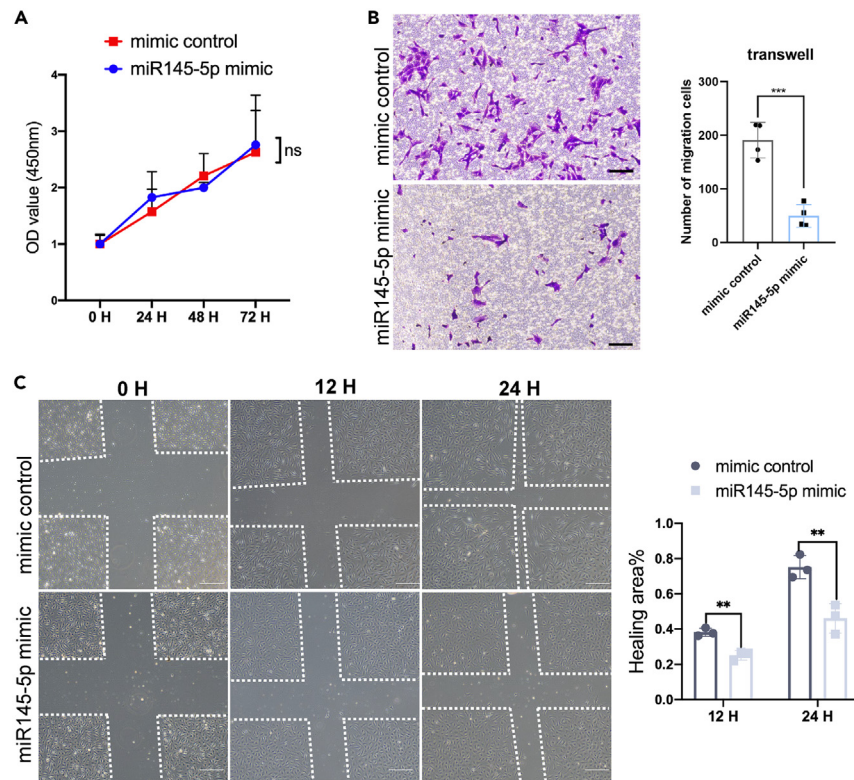 A
mimic control
miR145-5p mimic
OD value (450nm)
4
3
2
1
0
ns
0 H
24 H
48 H
72 H
B
mimic control
miR145-5p mimic
transwell
Number of migration cells
300
200
100
0
***
mimic control
miR145-5p mimic
C
0 H
12 H
24 H
mimic control
miR145-5p mimic
mimic control
miR145-5p mimic
Healing area%
1.0
0.8
0.6
0.4
0.2
0.0
**
**
12 H
24 H